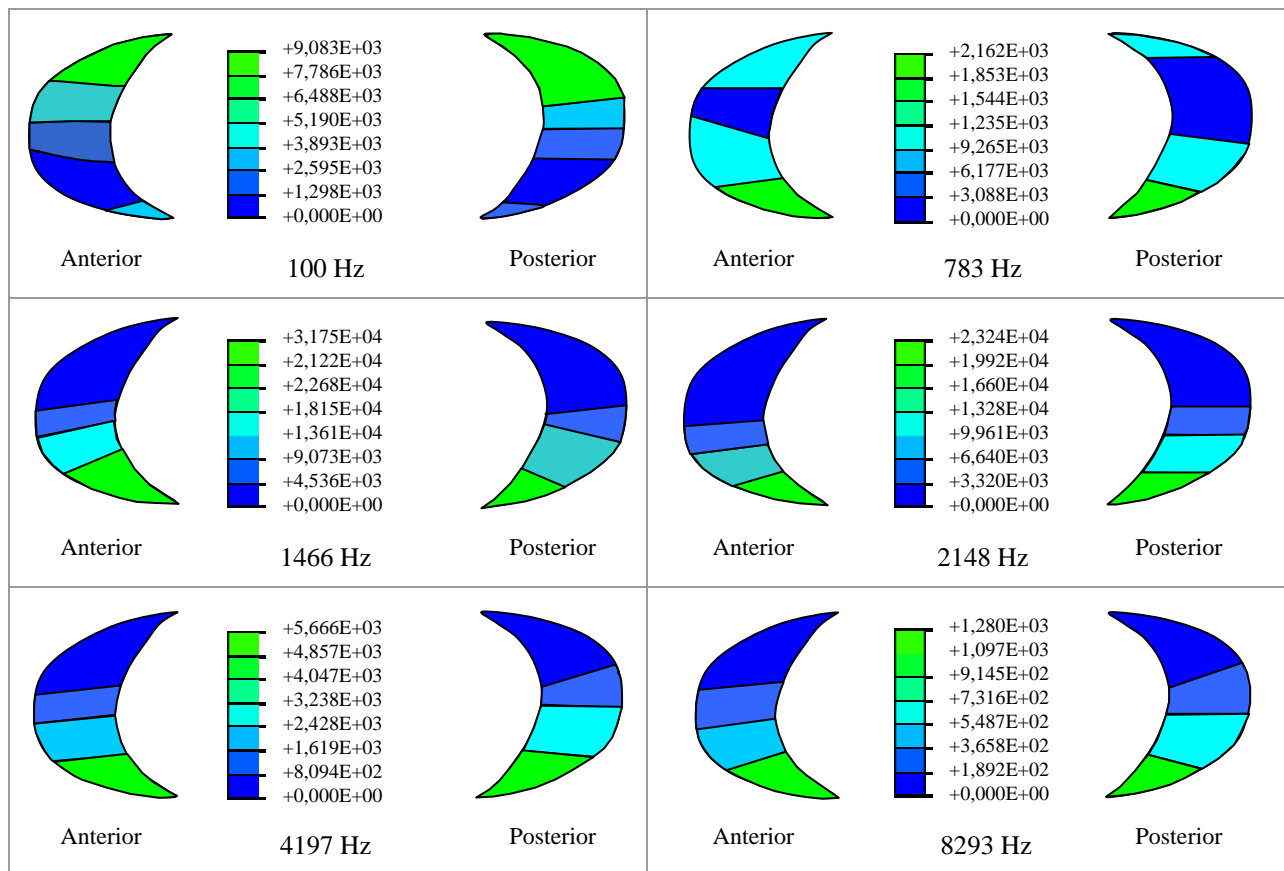 +9,083E+03
+7,786E+03
+6,488E+03
+5,190E+03
+3,893E+03
+2,595E+03
+1,298E+03
+0,000E+00
Anterior
100 Hz
Posterior
+2,162E+03
+1,853E+03
+1,544E+03
+1,235E+03
+9,265E+03
+6,177E+03
+3,088E+03
+0,000E+00
Anterior
783 Hz
Posterior
+3,175E+04
+2,122E+04
+2,268E+04
+1,815E+04
+1,361E+04
+9,073E+03
+4,536E+03
+0,000E+00
Anterior
1466 Hz
Posterior
+2,324E+04
+1,992E+04
+1,660E+04
+1,328E+04
+9,961E+03
+6,640E+03
+3,320E+03
+0,000E+00
Anterior
2148 Hz
Posterior
+5,666E+03
+4,857E+03
+4,047E+03
+3,238E+03
+2,428E+03
+1,619E+03
+8,094E+02
+0,000E+00
Anterior
4197 Hz
Posterior
+1,280E+03
+1,097E+03
+9,145E+02
+7,316E+02
+5,487E+02
+3,658E+02
+1,892E+02
+0,000E+00
Anterior
8293 Hz
Posterior